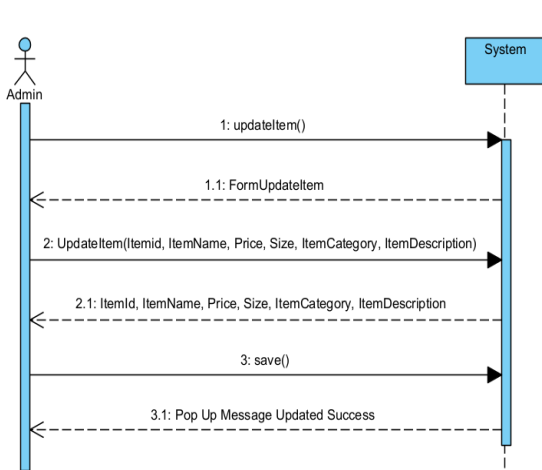 System
Admin
1: updateItem()
1.1: FormUpdateItem
2: UpdateItem(Itemid, ItemName, Price, Size, ItemCategory, ItemDescription)
2.1: ItemId, ItemName, Price, Size, ItemCategory, ItemDescription
3: save()
3.1: Pop Up Message Updated Success